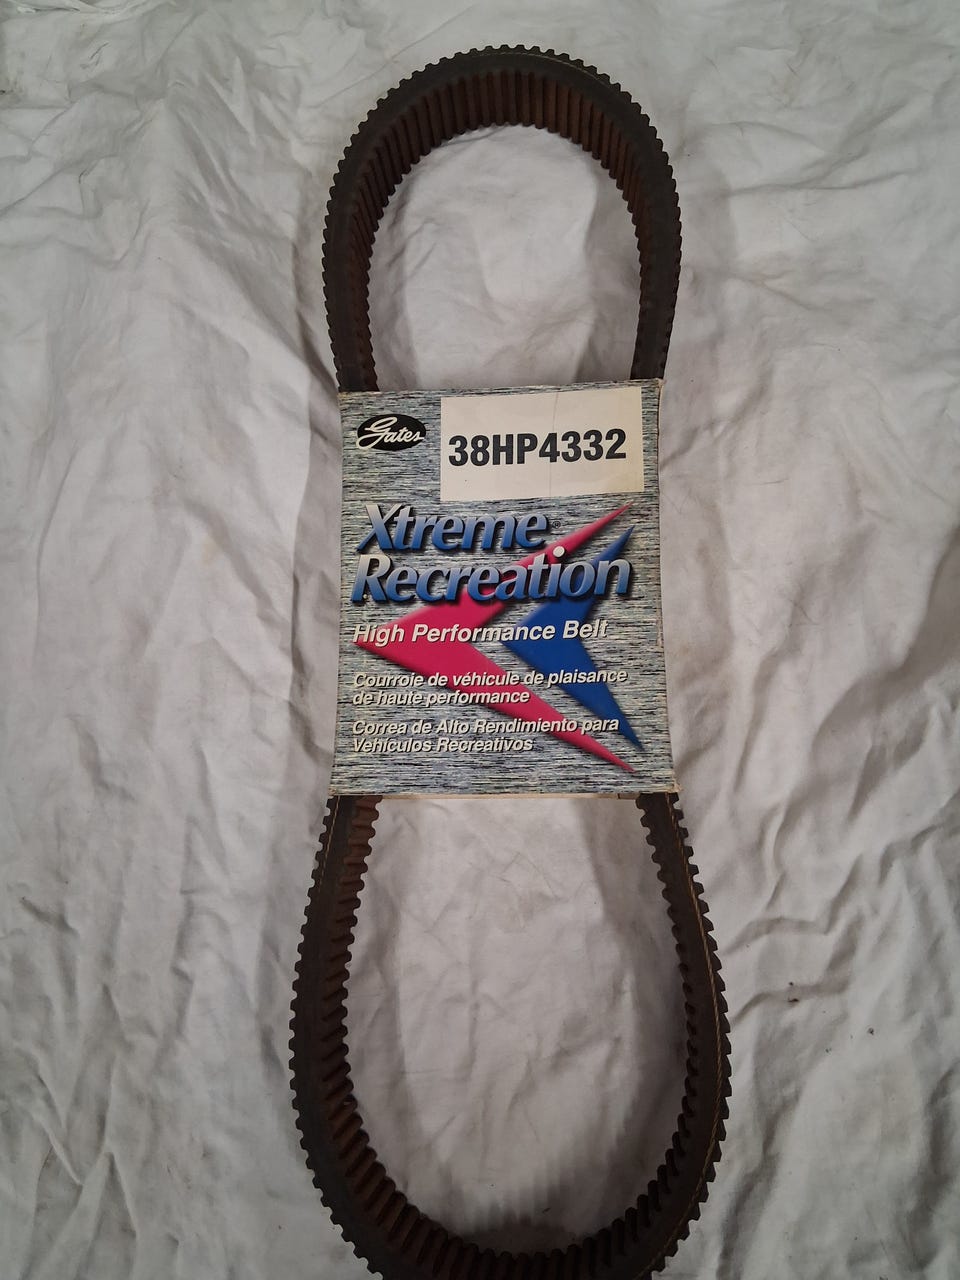 Gates
38HP4332
Xtreme®
Recreation
High Performance Belt
Courroie de véhicule de plaisance
de haute performance
Correa de Alto Rendimiento para
Vehículos Recreativos